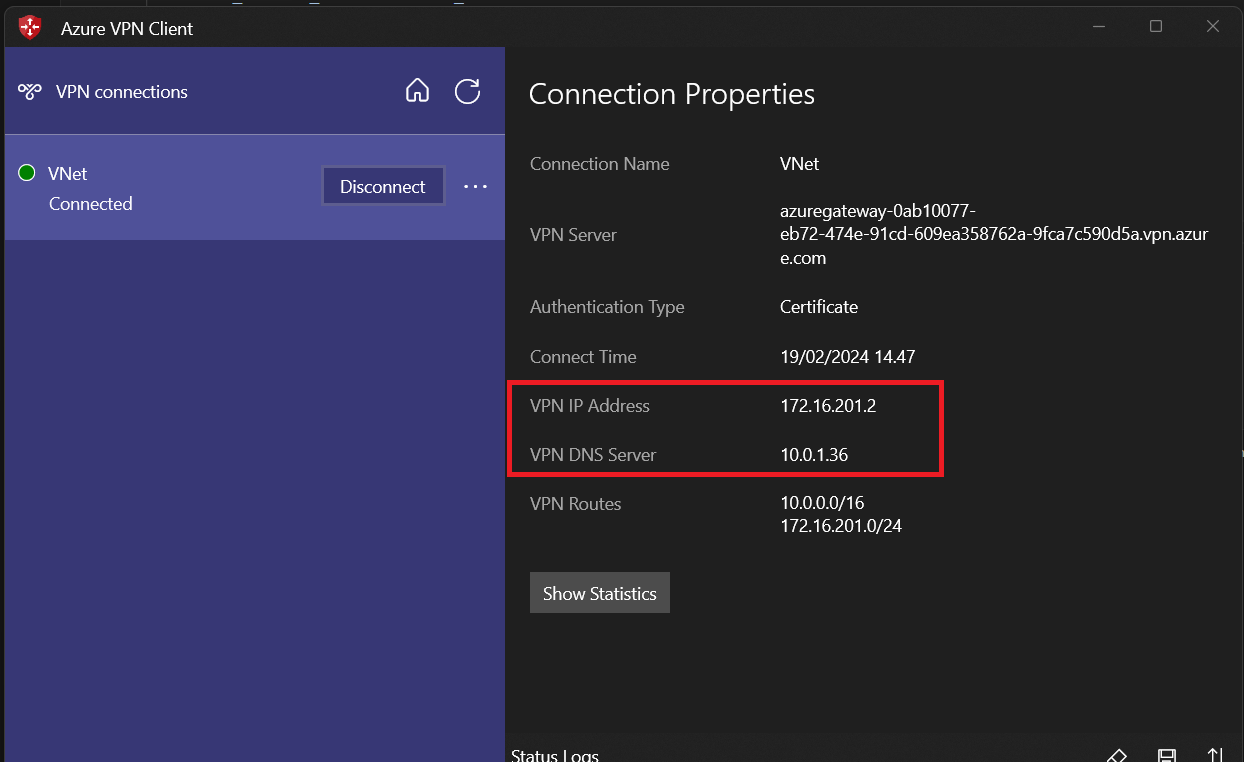 Azure VPN Client
VPN connections
VNet
Connected
Disconnect
Connection Properties
Connection Name
VNet
VPN Server
azuregateway-0ab10077-
eb72-474e-91cd-609ea358762a-9fca7c590d5a.vpn.azur
e.com
Authentication Type
Certificate
Connect Time
19/02/2024 14.47
VPN IP Address
172.16.201.2
VPN DNS Server
10.0.1.36
VPN Routes
10.0.0.0/16
172.16.201.0/24
Show Statistics
Status Logs